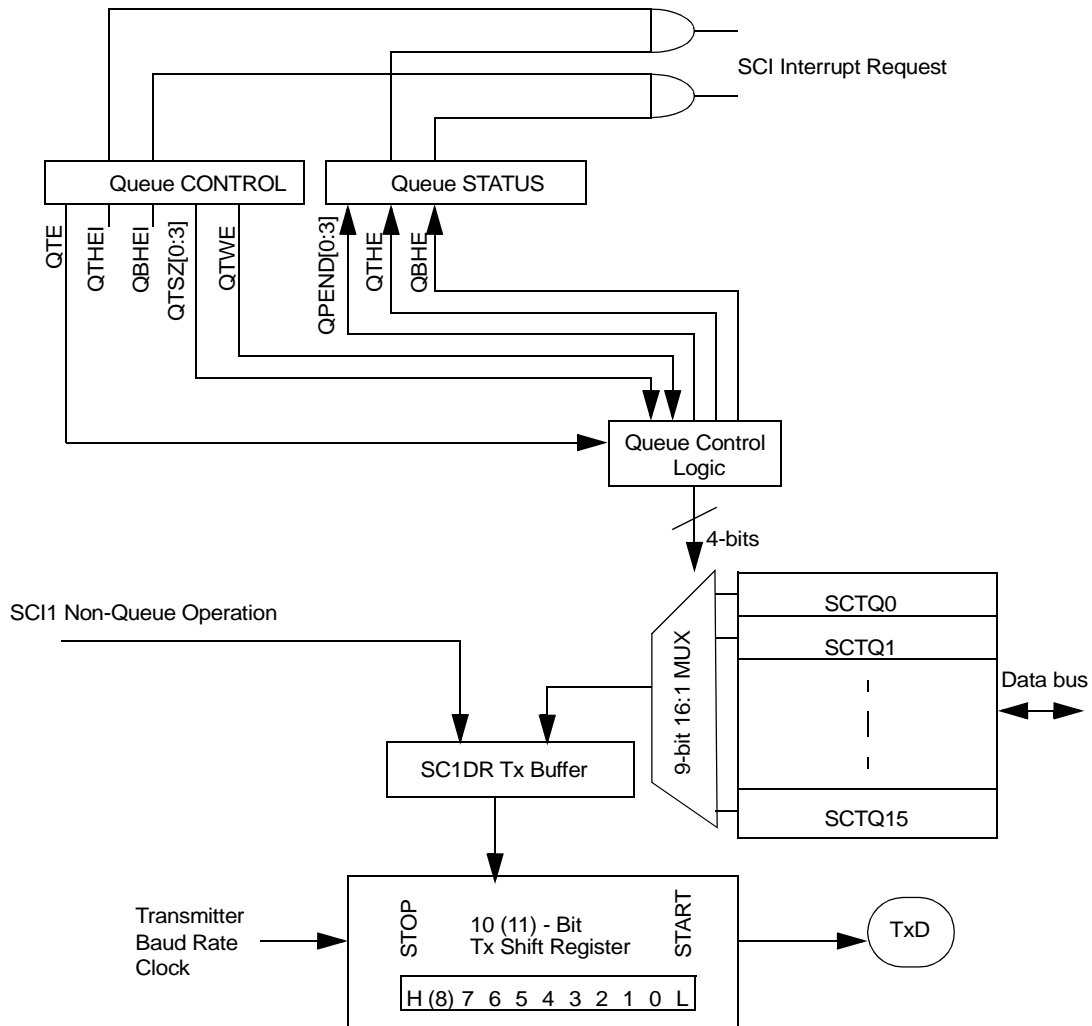 SCI Interrupt Request
Queue CONTROL
Queue STATUS
QTE
QTHEI
QBHEI
QTSZ[0:3]
QTWE
QPEND[0:3]
QTHE
QBHE
Queue Control
Logic
4-bits
SCI1 Non-Queue Operation
9-bit 16:1 MUX
SCTQ0
SCTQ1
Data bus
SCTQ15
SC1DR Tx Buffer
Transmitter
Baud Rate
Clock
STOP
10 (11) - Bit
Tx Shift Register
START
H (8) 7 6 5 4 3 2 1 0 L
TxD